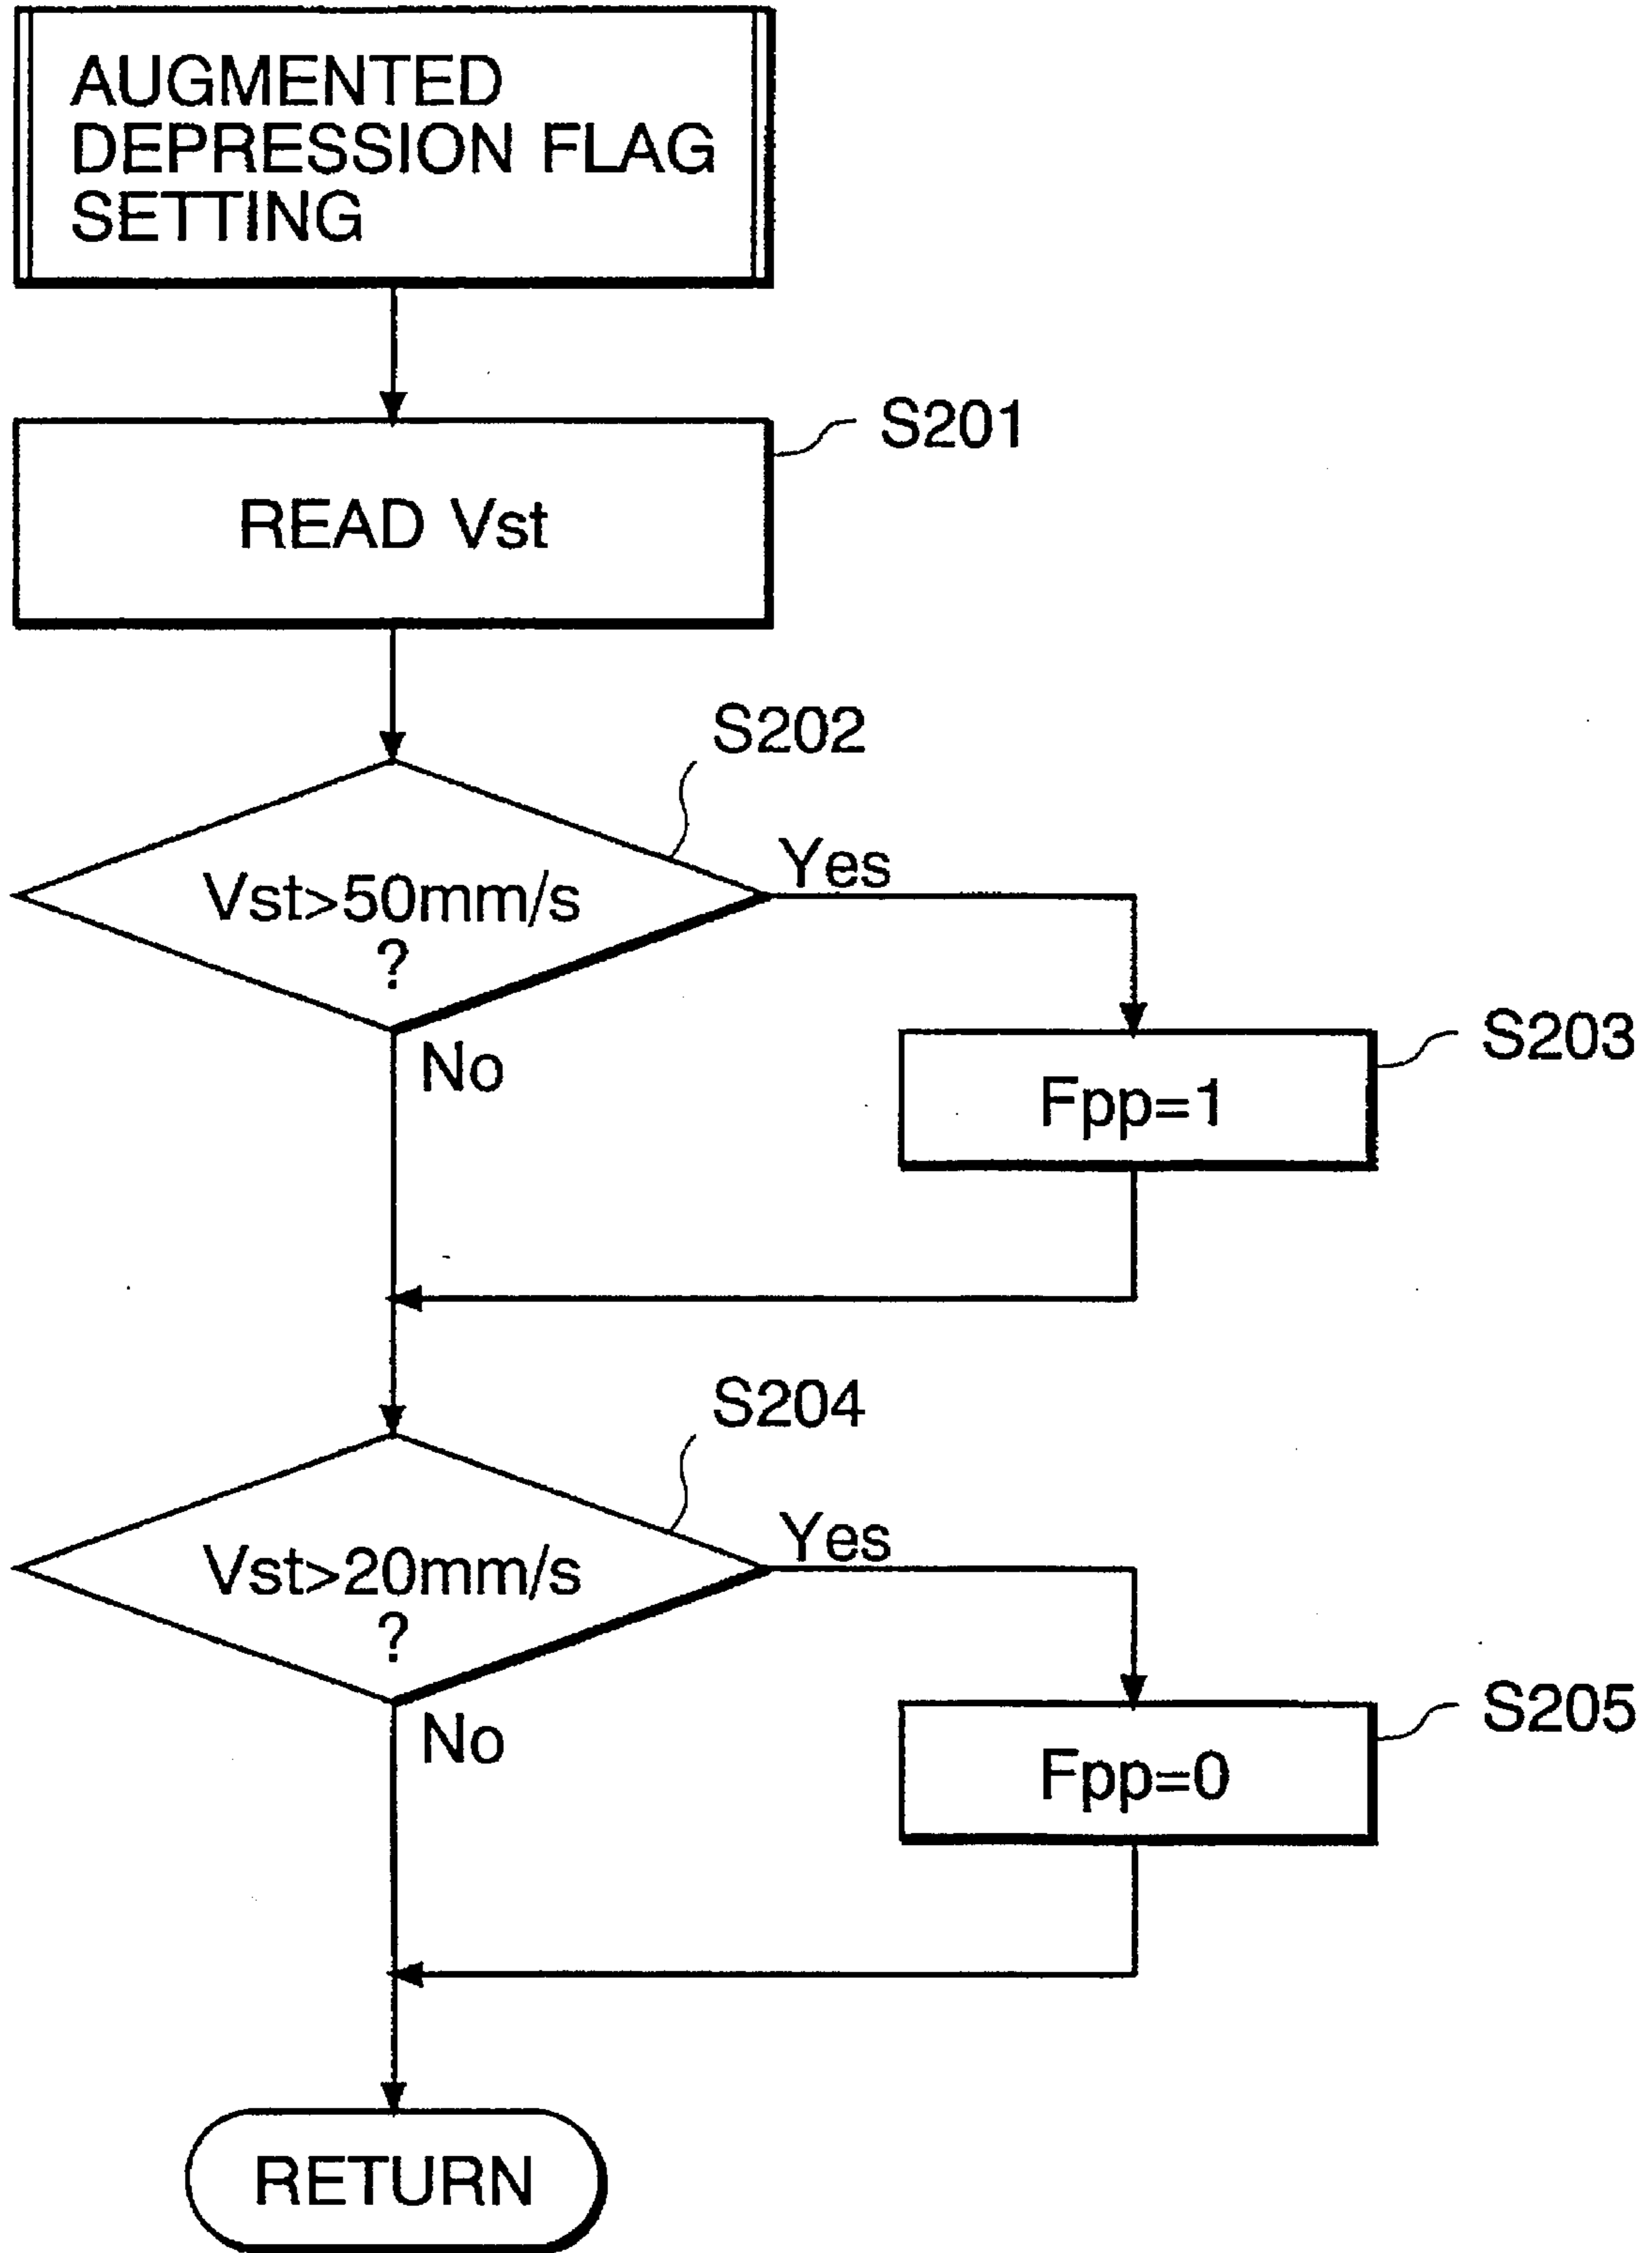 AUGMENTED
DEPRESSION FLAG
SETTING
S201
READ Vst
S202
Vst>50mm/s
?
Yes
No
S203
Fpp=1
S204
Vst>20mm/s
?
Yes
No
S205
Fpp=0
RETURN